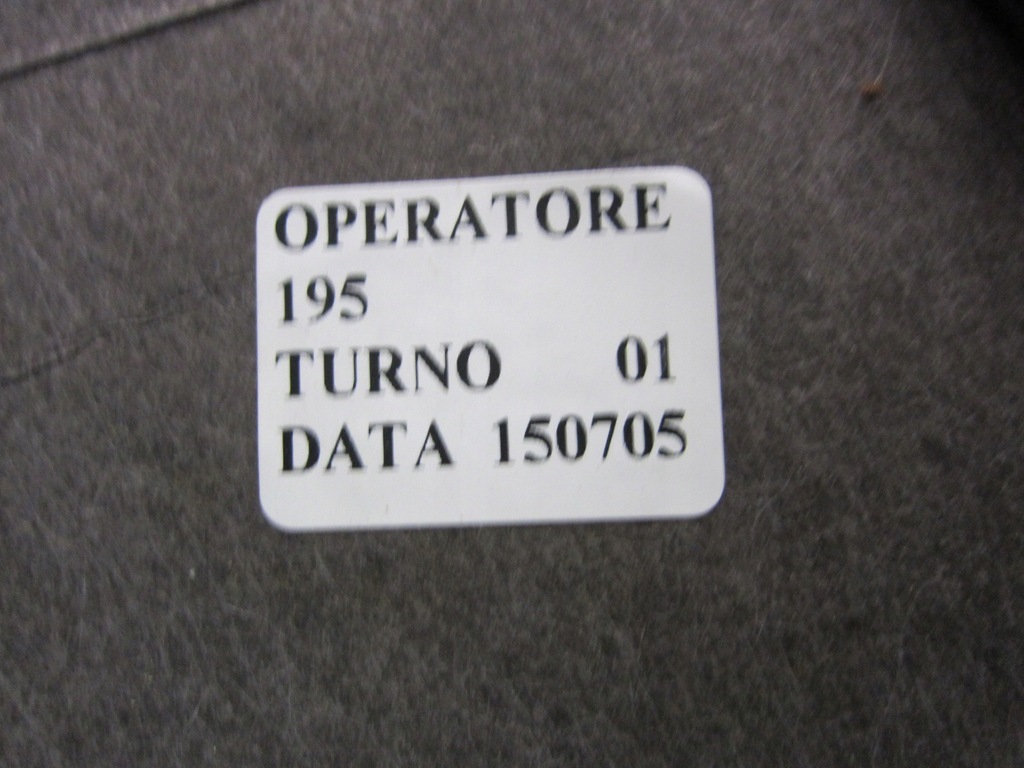 OPERATORE
195
TURNO 01
DATA 150705